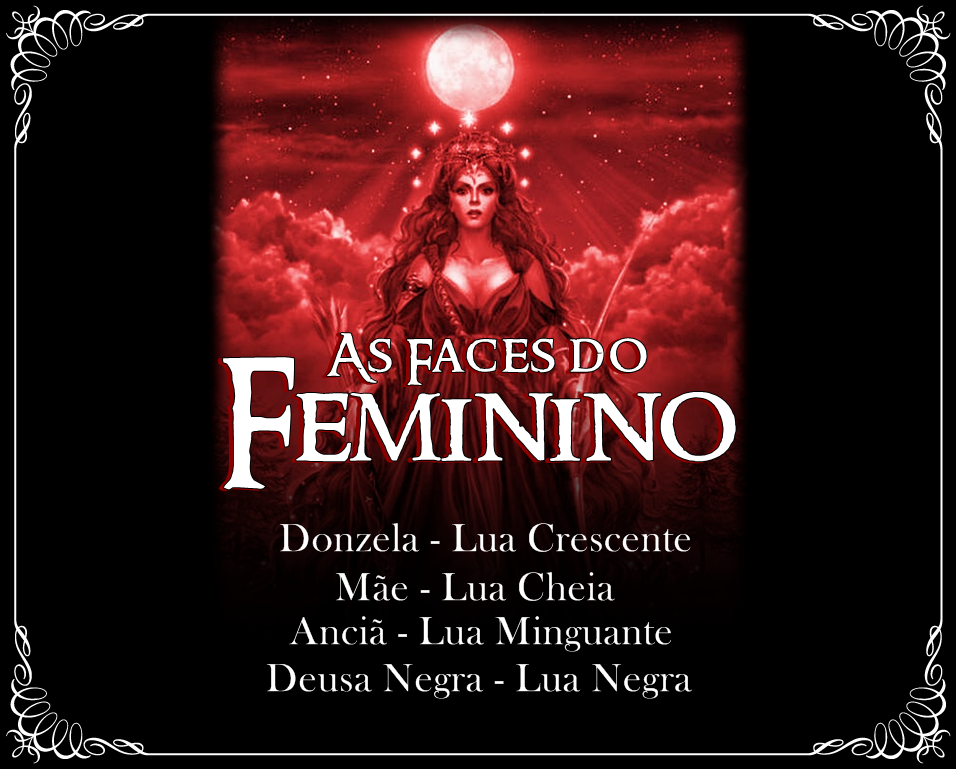 As Faces do
Feminino
Donzela - Lua Crescente
Mãe - Lua Cheia
Anciã - Lua Minguante
Deusa Negra - Lua Negra